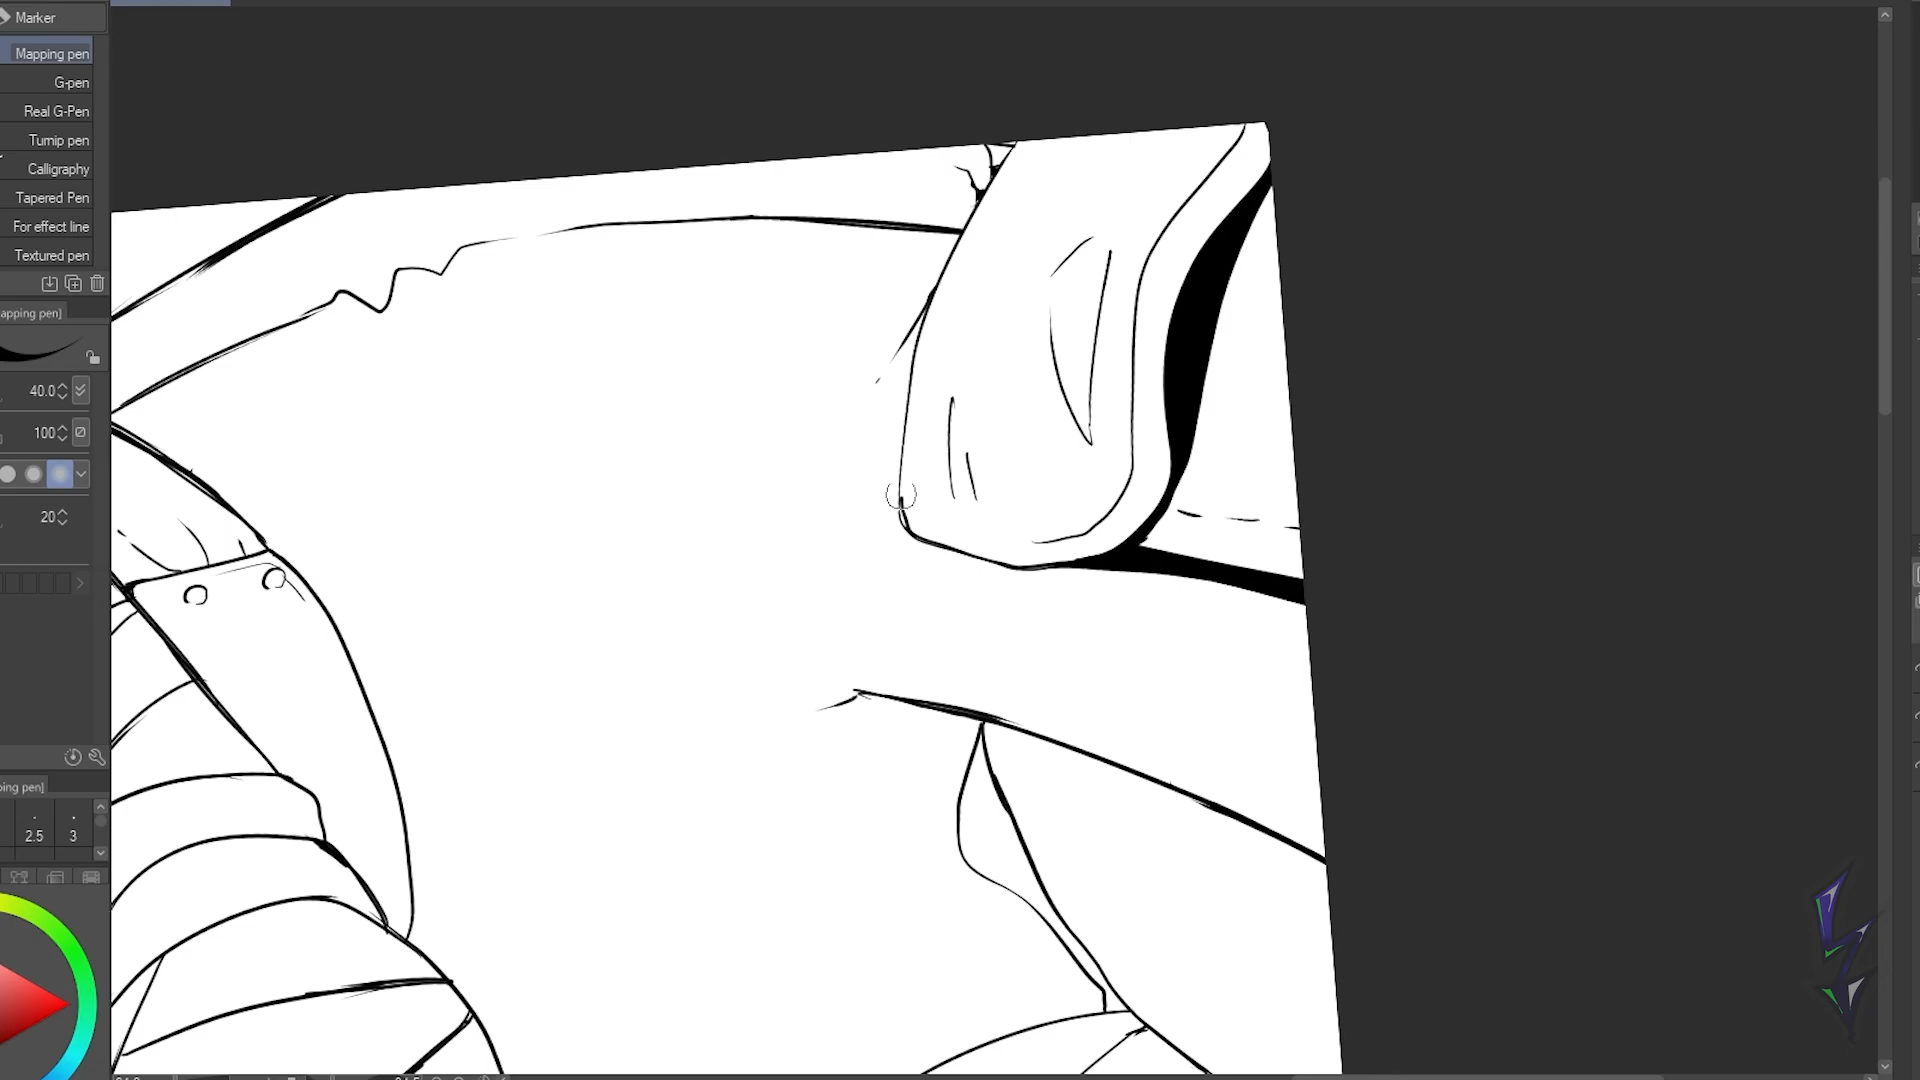 Marker
Mapping pen
G-pen
Real G-Pen
Turnip pen
Calligraphy
Tapered Pen
For effect line
Textured pen
apping pen]
40.0
100
20
ping pen]
2.5 3